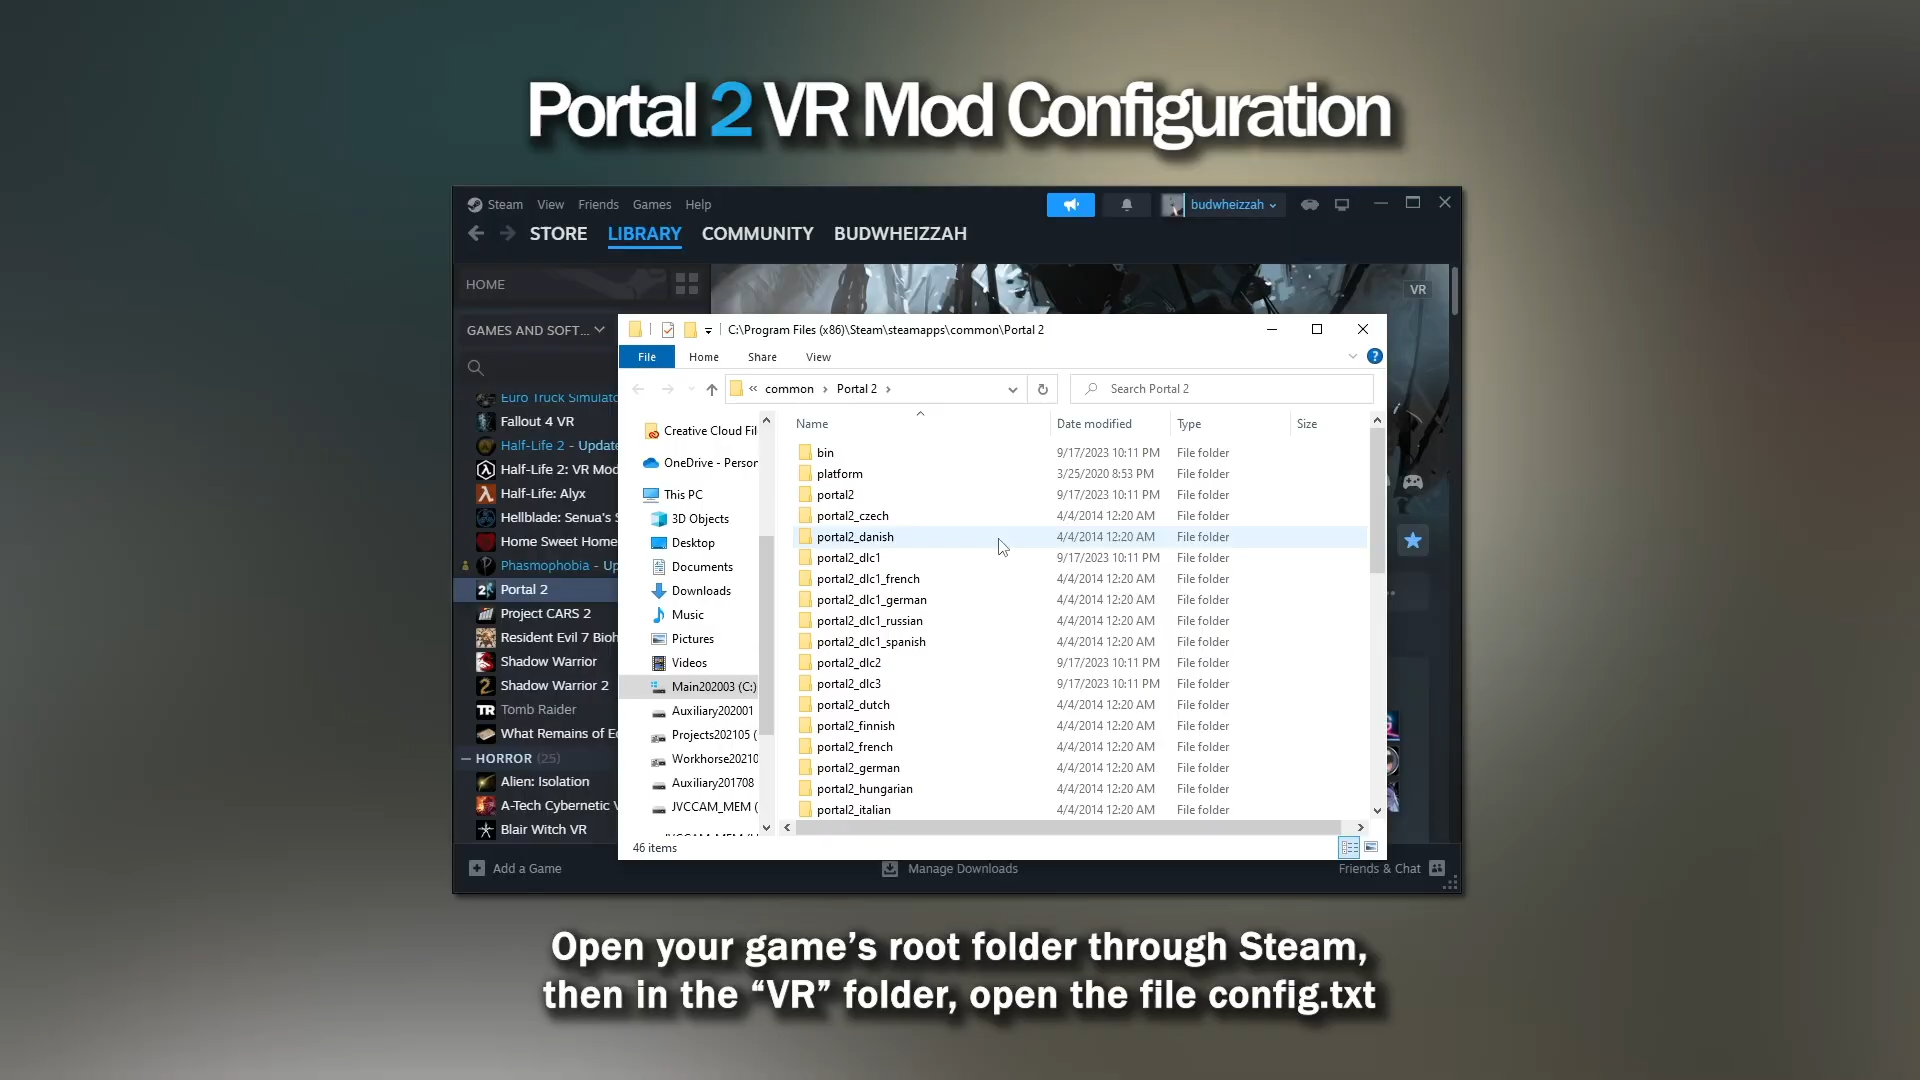 Portal 2 VR Mod Configuration
Steam View Friends Games Help
budwheizzah
STORE LIBRARY COMMUNITY BUDWHEIZZAH
HOME
VR
GAMES AND SOFT...
Euro Truck Simulato
Fallout 4 VR
Half-Life 2 - Update
Half-Life 2: VR Mod
Half-Life: Alyx
Hellblade: Senua's S
Home Sweet Home
Phasmophobia - Up
Portal 2
Project CARS 2
Resident Evil 7 Bioh
Shadow Warrior
Shadow Warrior 2
Tomb Raider
What Remains of Ed
HORROR (25)
Alien: Isolation
A-Tech Cybernetic V
Blair Witch VR
C:\Program Files (x86)\Steam\steamapps\common\Portal 2
File Home Share View
« common › Portal 2 ›
Search Portal 2
Creative Cloud Fil
OneDrive - Person
This PC
3D Objects
Desktop
Documents
Downloads
Music
Pictures
Videos
Main202003 (C:)
Auxiliary202001
Projects202105 (
Workhorse20210
Auxiliary201708
JVCCAM_MEM (
Name Date modified Type Size
bin 9/17/2023 10:11 PM File folder
platform 3/25/2020 8:53 PM File folder
portal2 9/17/2023 10:11 PM File folder
portal2_czech 4/4/2014 12:20 AM File folder
portal2_danish 4/4/2014 12:20 AM File folder
portal2_dlc1 9/17/2023 10:11 PM File folder
portal2_dlc1_french 4/4/2014 12:20 AM File folder
portal2_dlc1_german 4/4/2014 12:20 AM File folder
portal2_dlc1_russian 4/4/2014 12:20 AM File folder
portal2_dlc1_spanish 4/4/2014 12:20 AM File folder
portal2_dlc2 9/17/2023 10:11 PM File folder
portal2_dlc3 9/17/2023 10:11 PM File folder
portal2_dutch 4/4/2014 12:20 AM File folder
portal2_finnish 4/4/2014 12:20 AM File folder
portal2_french 4/4/2014 12:20 AM File folder
portal2_german 4/4/2014 12:20 AM File folder
portal2_hungarian 4/4/2014 12:20 AM File folder
portal2_italian 4/4/2014 12:20 AM File folder
46 items
Add a Game
Manage Downloads
Friends & Chat
Open your game’s root folder through Steam,
then in the “VR” folder, open the file config.txt